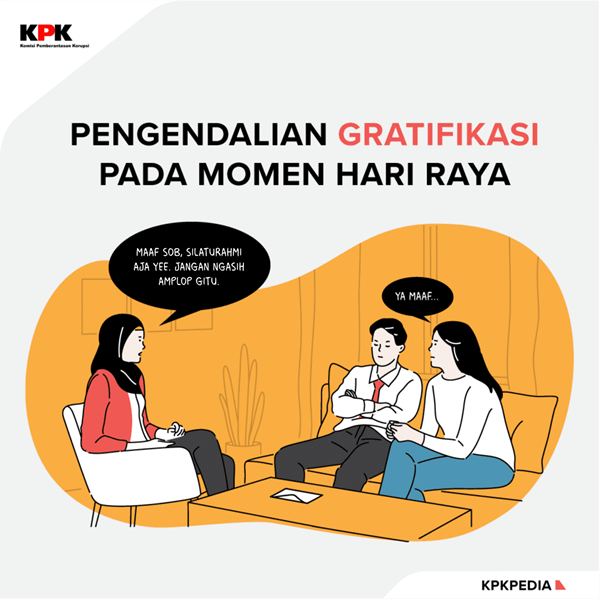 KPK
Komisi Pemberantasan Korupsi
PENGENDALIAN GRATIFIKASI
PADA MOMEN HARI RAYA
MAAF SOB, SILATURAHMI
AJA YEE. JANGAN NGASIH
AMPLOP GITU.
YA MAAF...
KPKPEDIA